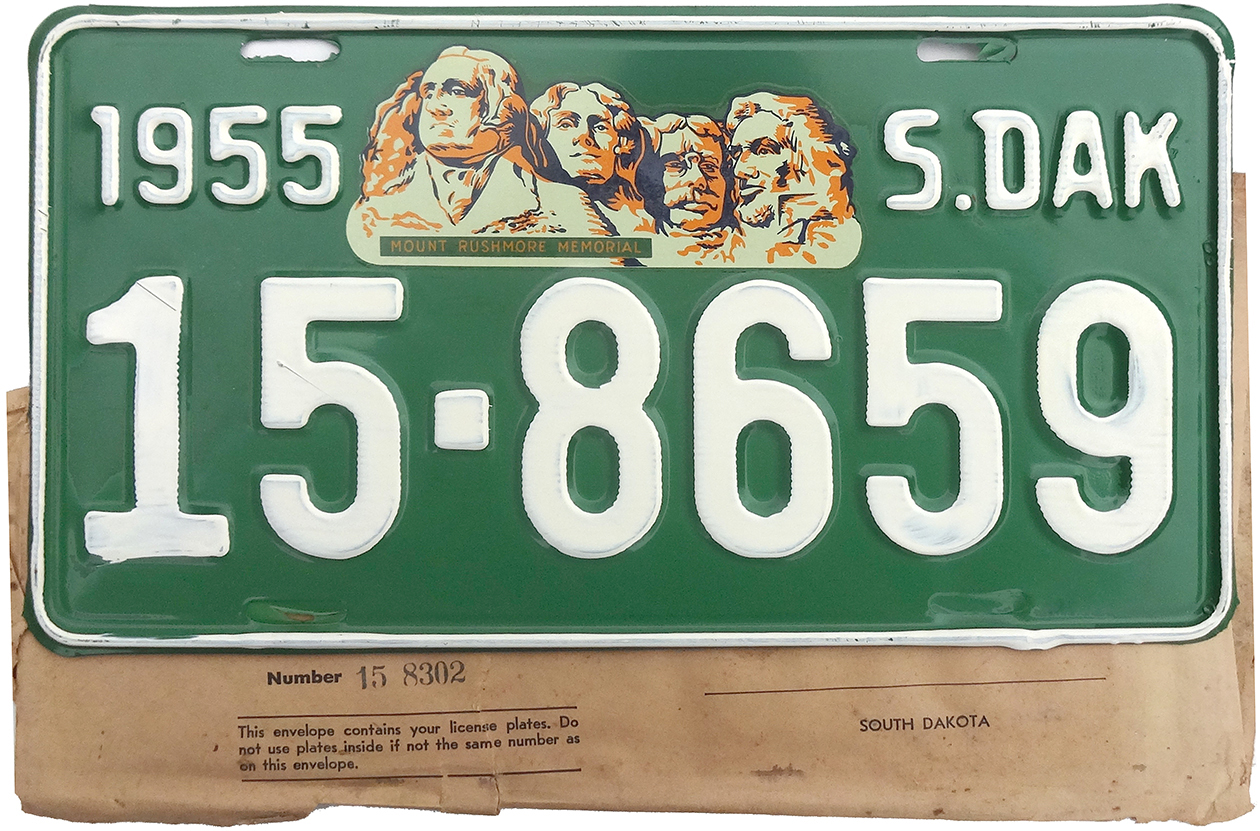 1955 S.DAK
MOUNT RUSHMORE MEMORIAL
15-8659
Number 15 8302
This envelope contains your license plates. Do
not use plates inside if not the same number as
on this envelope.
SOUTH DAKOTA